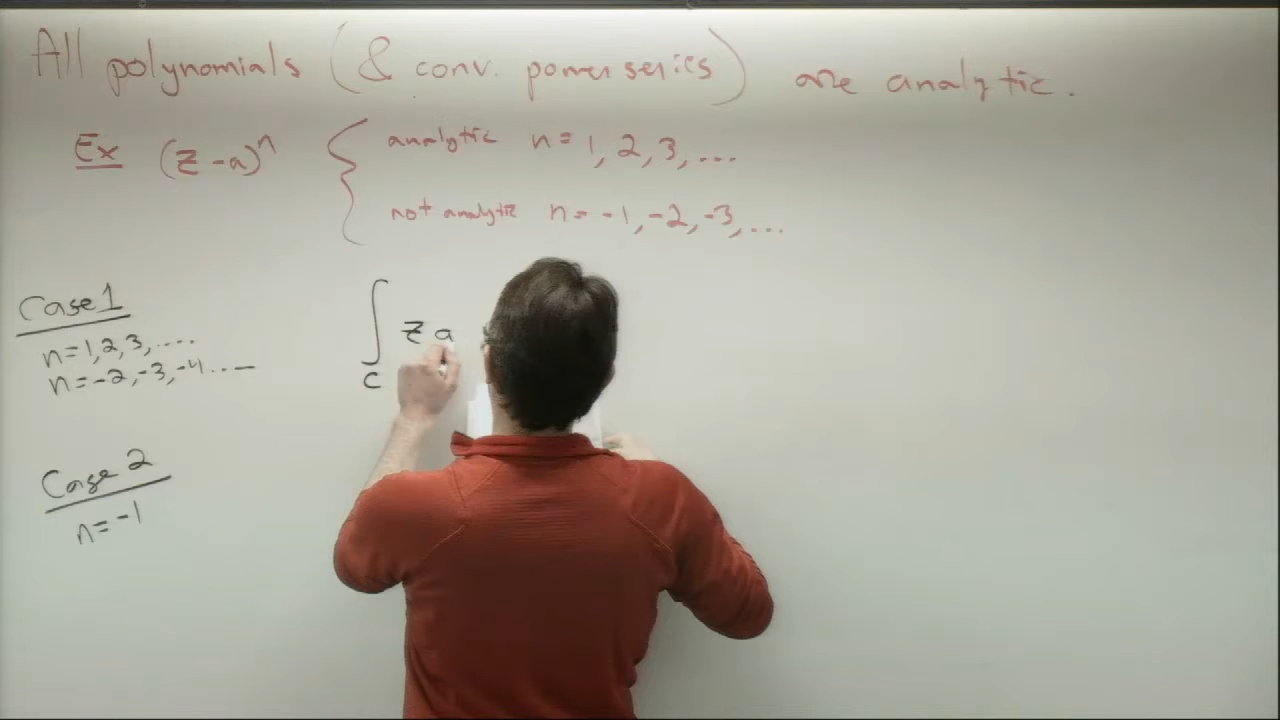 All polynomials (& conv. power series) are analytic.
Ex (z-a)^n { analytic n=1,2,3,...
not analytic n=-1,-2,-3,...
Case 1
n=1,2,3,....
n=-2,-3,-4...
∫_C z a
Case 2
n=-1